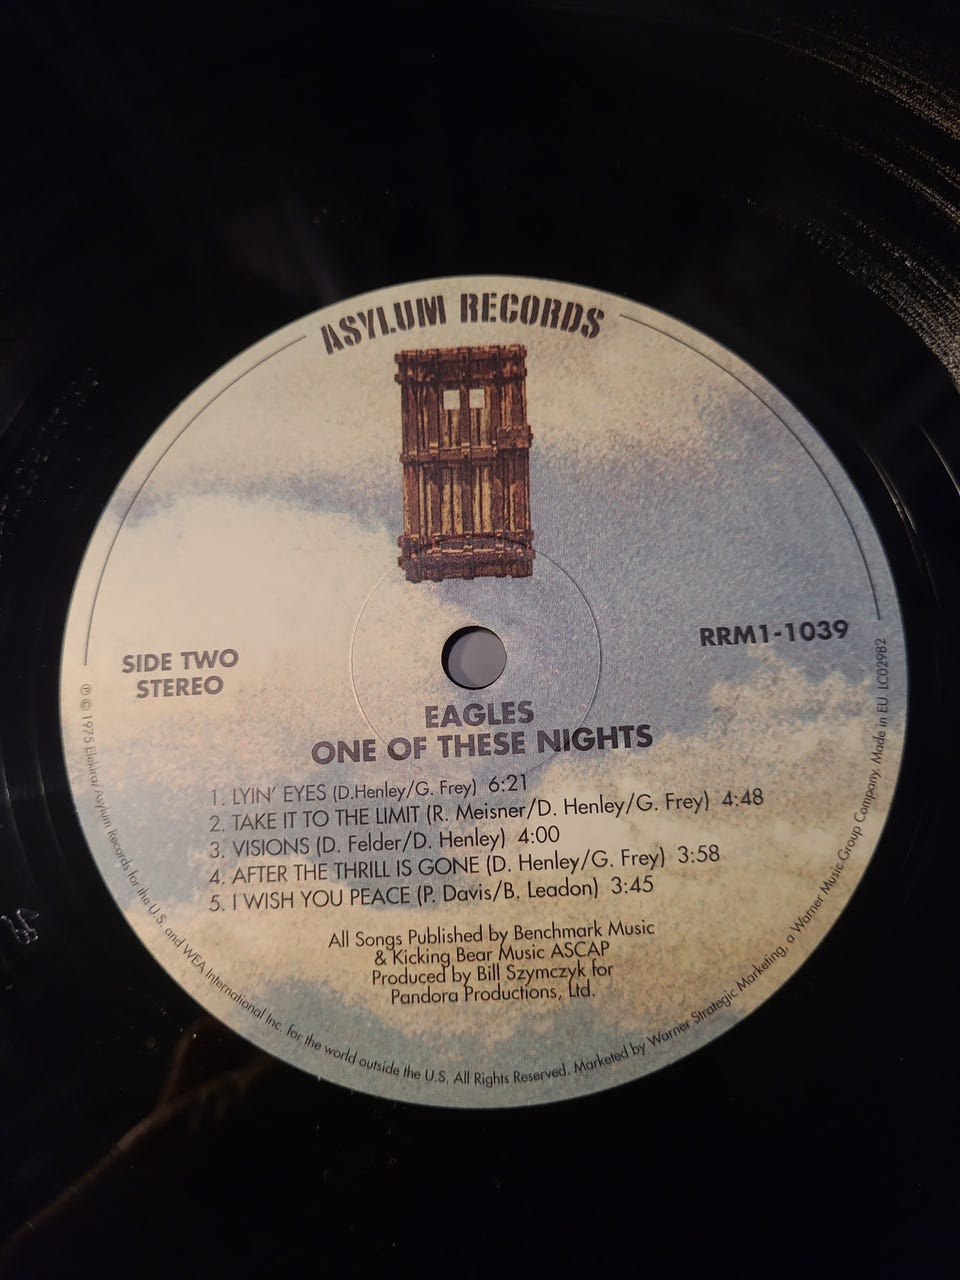 ASYLUM RECORDS
RRM1-1039
SIDE TWO
STEREO
EAGLES
ONE OF THESE NIGHTS
1. LYIN' EYES (D.Henley/G. Frey) 6:21
2. TAKE IT TO THE LIMIT (R. Meisner/D. Henley/G. Frey) 4:48
3. VISIONS (D. Felder/D. Henley) 4:00
4. AFTER THE THRILL IS GONE (D. Henley/G. Frey) 3:58
5. I WISH YOU PEACE (P. Davis/B. Leadon) 3:45
All Songs Published by Benchmark Music
& Kicking Bear Music ASCAP
Produced by Bill Szymczyk for
Pandora Productions, Ltd.
℗ © 1975 Elektra/Asylum Records for the U.S. and WEA International Inc. for the world outside the U.S. All Rights Reserved. Marketed by Warner Strategic Marketing, a Warner Music Group Company. Made in EU. LC02982